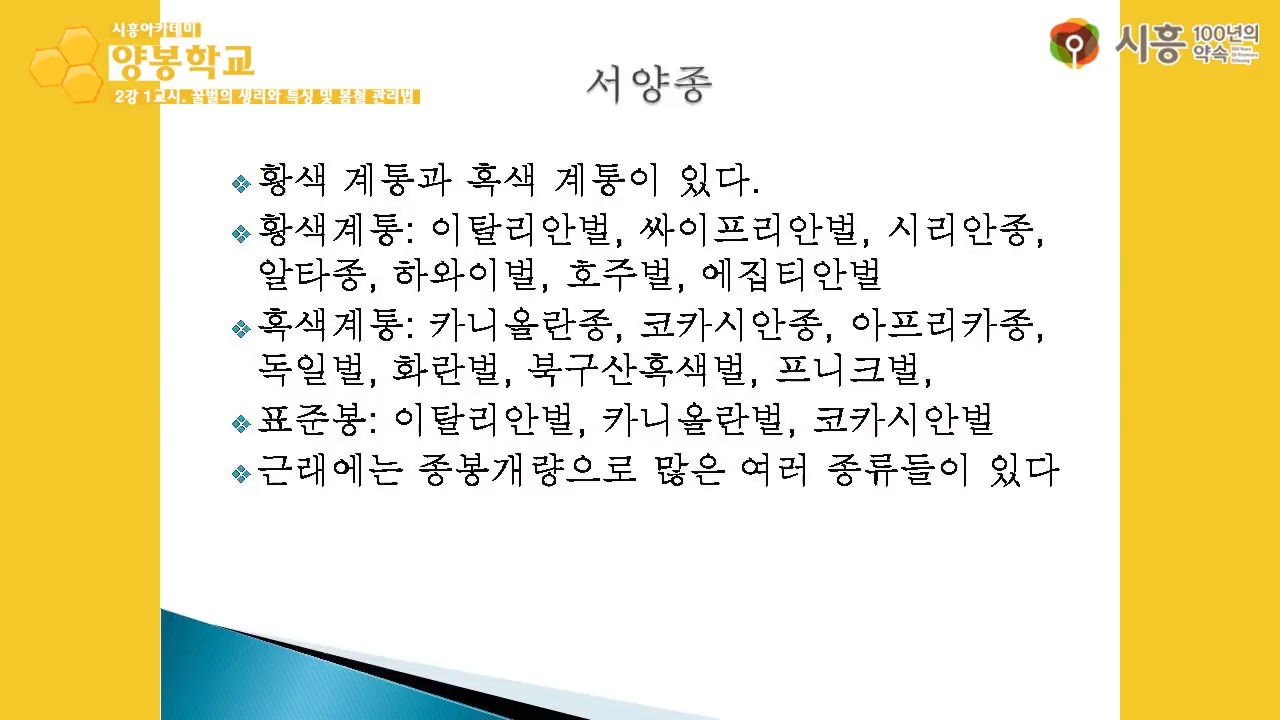 시흥아카데미
양봉학교
2강 1교시. 꿀벌의 생리와 특성 및 봄철 관리법
시흥 100년의 약속
서양종
황색 계통과 흑색 계통이 있다.
황색계통: 이탈리안벌, 싸이프리안벌, 시리안종,
알타종, 하와이벌, 호주벌, 에집티안벌
흑색계통: 카니올란종, 코카시안종, 아프리카종,
독일벌, 화란벌, 북구산흑색벌, 프니크벌,
표준봉: 이탈리안벌, 카니올란벌, 코카시안벌
근래에는 종봉개량으로 많은 여러 종류들이 있다